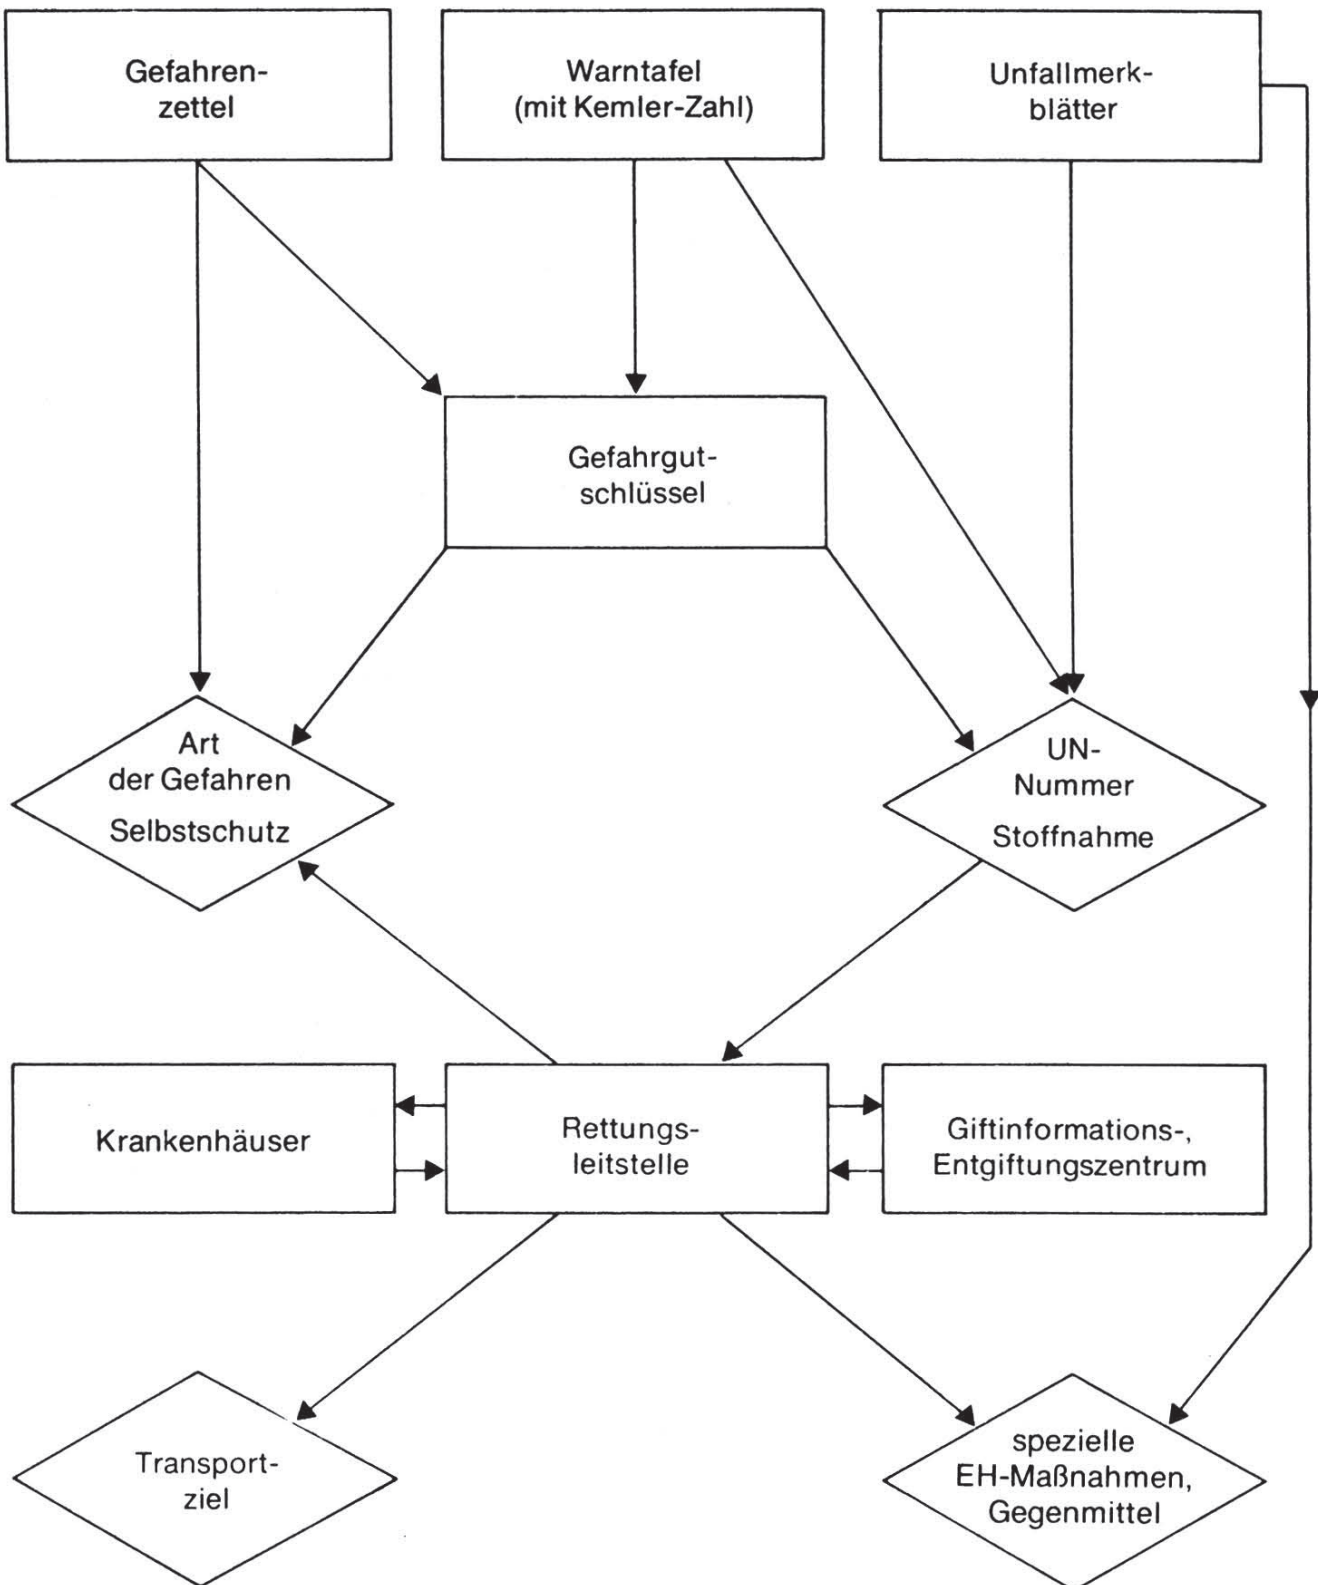 Gefahren-
zettel
Warntafel
(mit Kemler-Zahl)
Unfallmerk-
blätter
Gefahrgut-
schlüssel
Art
der Gefahren
Selbstschutz
UN-
Nummer
Stoffnahme
Krankenhäuser
Rettungs-
leitstelle
Giftinformations-,
Entgiftungszentrum
Transport-
ziel
spezielle
EH-Maßnahmen,
Gegenmittel